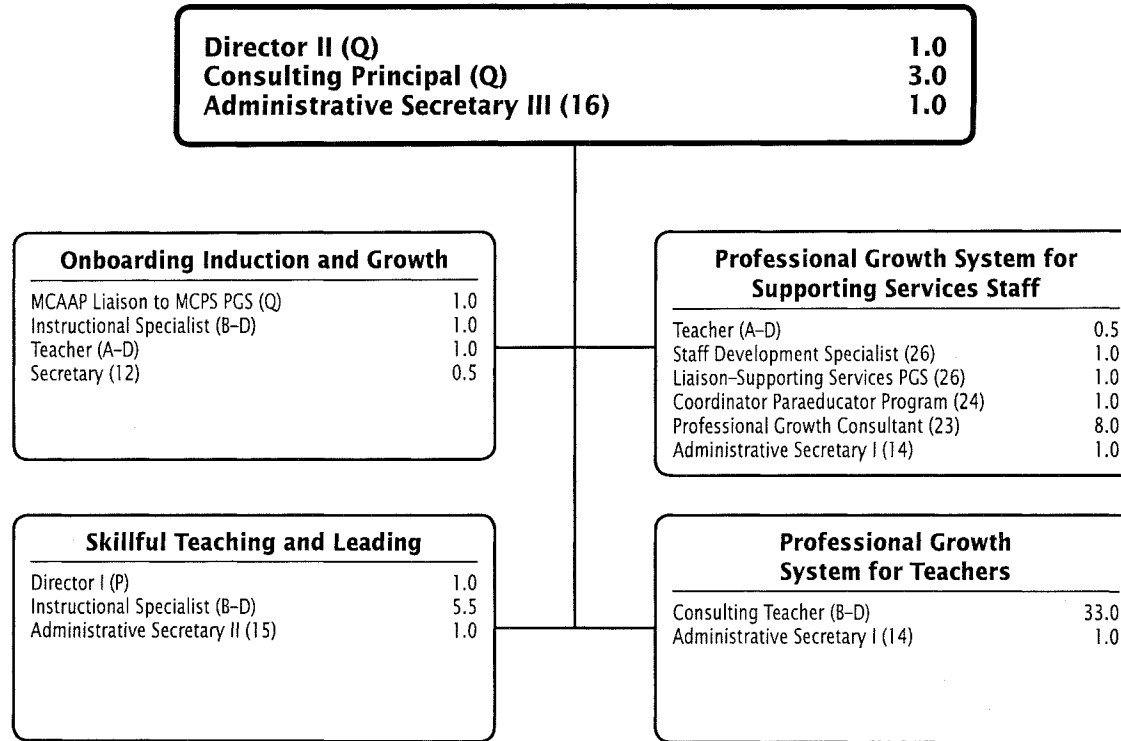 Director II (Q) 1.0
Consulting Principal (Q) 3.0
Administrative Secretary III (16) 1.0
Onboarding Induction and Growth
MCAAP Liaison to MCPS PGS (Q) 1.0
Instructional Specialist (B–D) 1.0
Teacher (A–D) 1.0
Secretary (12) 0.5
Professional Growth System for
Supporting Services Staff
Teacher (A–D) 0.5
Staff Development Specialist (26) 1.0
Liaison–Supporting Services PGS (26) 1.0
Coordinator Paraeducator Program (24) 1.0
Professional Growth Consultant (23) 8.0
Administrative Secretary I (14) 1.0
Skillful Teaching and Leading
Director I (P) 1.0
Instructional Specialist (B–D) 5.5
Administrative Secretary II (15) 1.0
Professional Growth
System for Teachers
Consulting Teacher (B–D) 33.0
Administrative Secretary I (14) 1.0